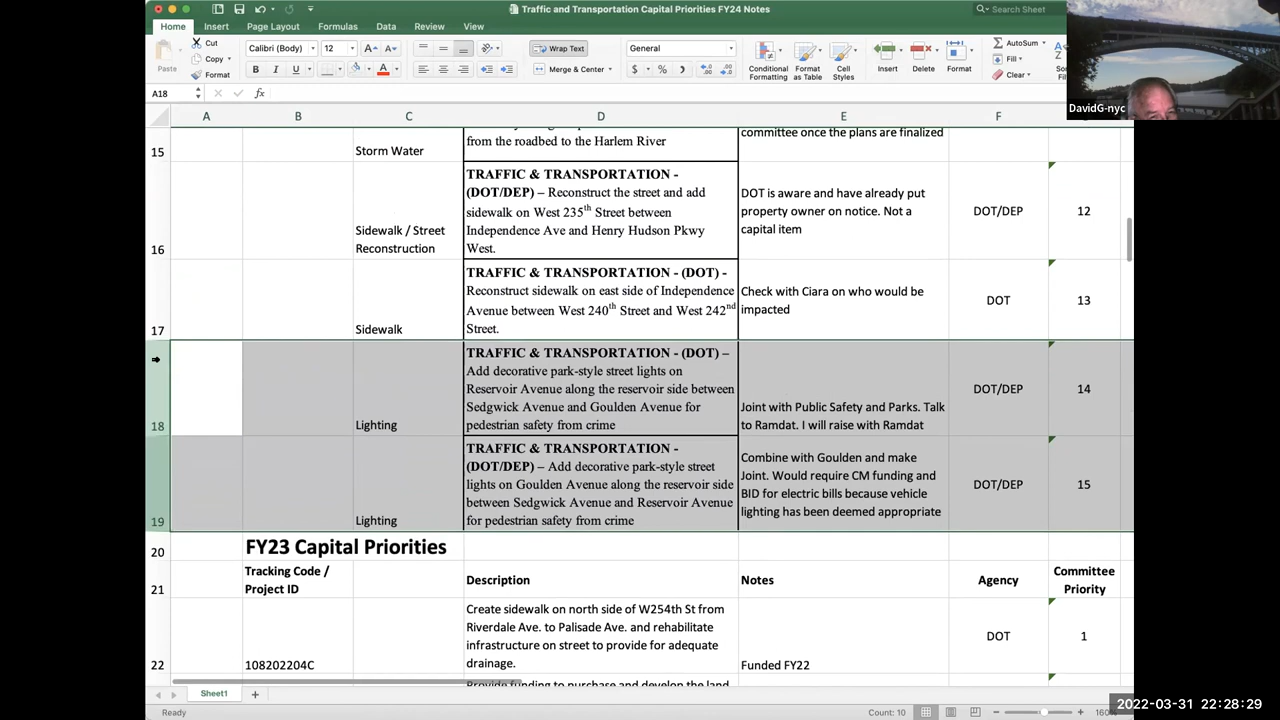 Traffic and Transportation Capital Priorities FY24 Notes
Search Sheet
Home Insert Page Layout Formulas Data Review View
Paste
Cut
Copy
Format
Calibri (Body) 12
B I U
Wrap Text
Merge & Center
General
Conditional Formatting
Format as Table
Cell Styles
Insert
Delete
Format
AutoSum
Fill
Clear
DavidG-nyc
A18
fx
A B C D E F G
15
Storm Water
from the roadbed to the Harlem River
committee once the plans are finalized
16
Sidewalk / Street
Reconstruction
TRAFFIC & TRANSPORTATION -
(DOT/DEP) – Reconstruct the street and add
sidewalk on West 235th Street between
Independence Ave and Henry Hudson Pkwy
West.
DOT is aware and have already put
property owner on notice. Not a
capital item
DOT/DEP
12
17
Sidewalk
TRAFFIC & TRANSPORTATION - (DOT) -
Reconstruct sidewalk on east side of Independence
Avenue between West 240th Street and West 242nd
Street.
Check with Ciara on who would be
impacted
DOT
13
18
Lighting
TRAFFIC & TRANSPORTATION - (DOT) –
Add decorative park-style street lights on
Reservoir Avenue along the reservoir side between
Sedgwick Avenue and Goulden Avenue for
pedestrian safety from crime
Joint with Public Safety and Parks. Talk
to Ramdat. I will raise with Ramdat
DOT/DEP
14
19
Lighting
TRAFFIC & TRANSPORTATION -
(DOT/DEP) – Add decorative park-style street
lights on Goulden Avenue along the reservoir side
between Sedgwick Avenue and Reservoir Avenue
for pedestrian safety from crime
Combine with Goulden and make
Joint. Would require CM funding and
BID for electric bills because vehicle
lighting has been deemed appropriate
DOT/DEP
15
20
FY23 Capital Priorities
21
Tracking Code /
Project ID
Description
Notes
Agency
Committee
Priority
22
108202204C
Create sidewalk on north side of W254th St from
Riverdale Ave. to Palisade Ave. and rehabilitate
infrastructure on street to provide for adequate
drainage.
Funded FY22
DOT
1
Provide funding to purchase and develop the land
Sheet1
Ready
Count: 10
160%
2022-03-31 22:28:29